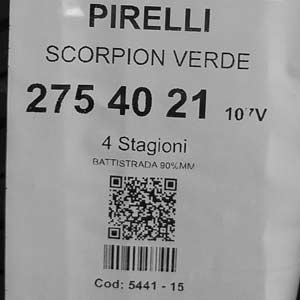 PIRELLI
SCORPION VERDE
275 40 21 107V
4 Stagioni
BATTISTRADA 90%MM
Cod: 5441 - 15